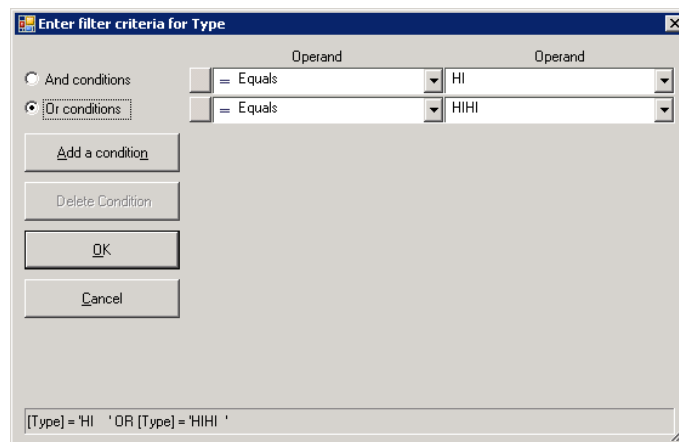 Enter filter criteria for Type
Operand Operand
And conditions = Equals HI
Or conditions = Equals HIHI
Add a condition
Delete Condition
OK
Cancel
[Type] = 'HI    ' OR [Type] = 'HIHI  '